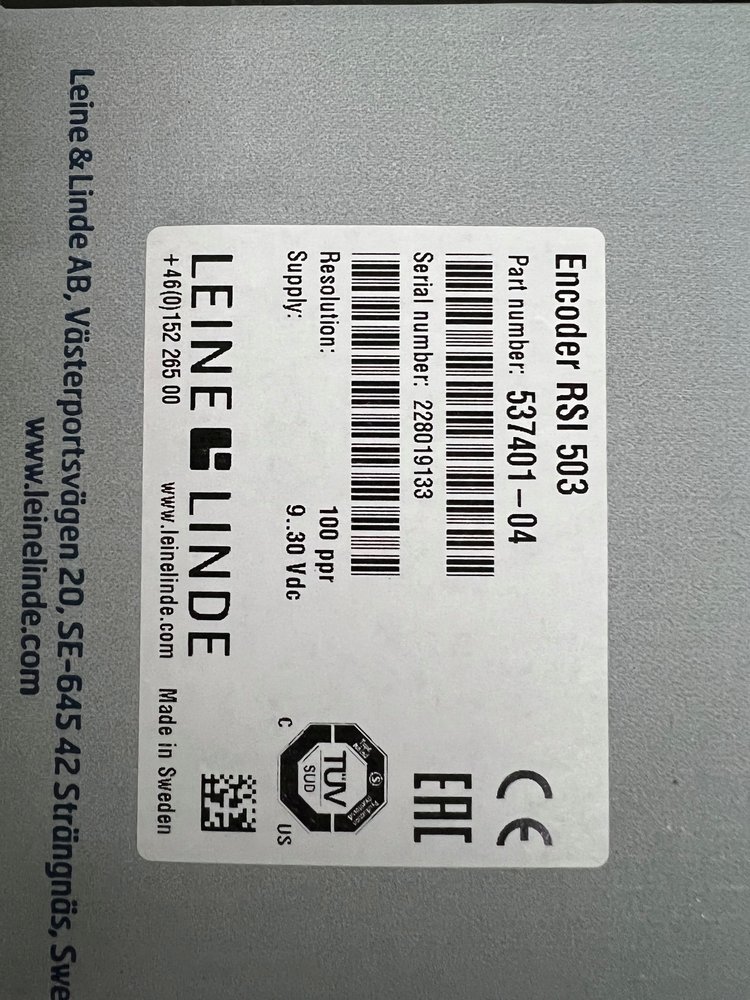 Encoder RSI 503
Part number: 537401-04
Serial number: 228019133
Resolution: 100 ppr
Supply: 9..30 Vdc
CE
EAC
TÜV
SÜD
C US
LEINE LINDE
+46(0)152 265 00 www.leinelinde.com Made in Sweden
Leine & Linde AB, Västerportsvägen 20, SE-645 42 Strängnäs, Swe
www.leinelinde.com